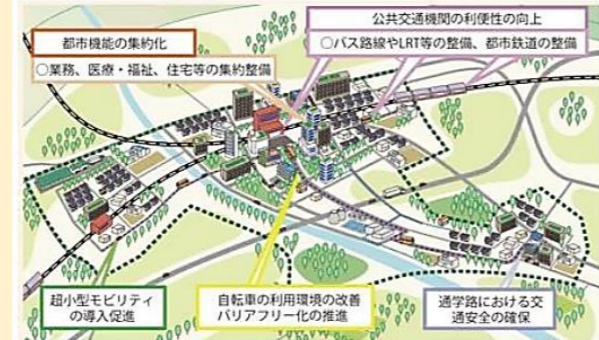 公共交通機関の利便性の向上
○バス路線やLRT等の整備、都市鉄道の整備
都市機能の集約化
○業務、医療・福祉、住宅等の集約整備
超小型モビリティ
の導入促進
自転車の利用環境の改善
バリアフリー化の推進
通学路における交
通安全の確保